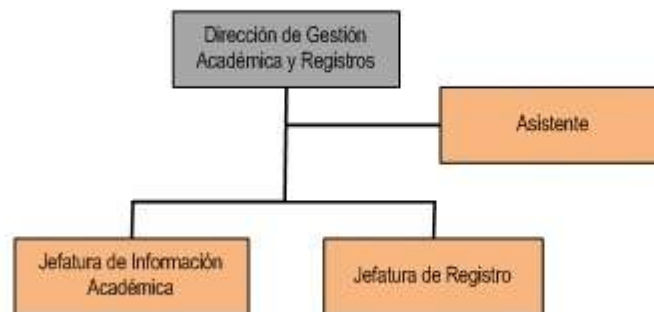 Dirección de Gestión
Académica y Registros
Asistente
Jefatura de Información
Académica
Jefatura de Registro